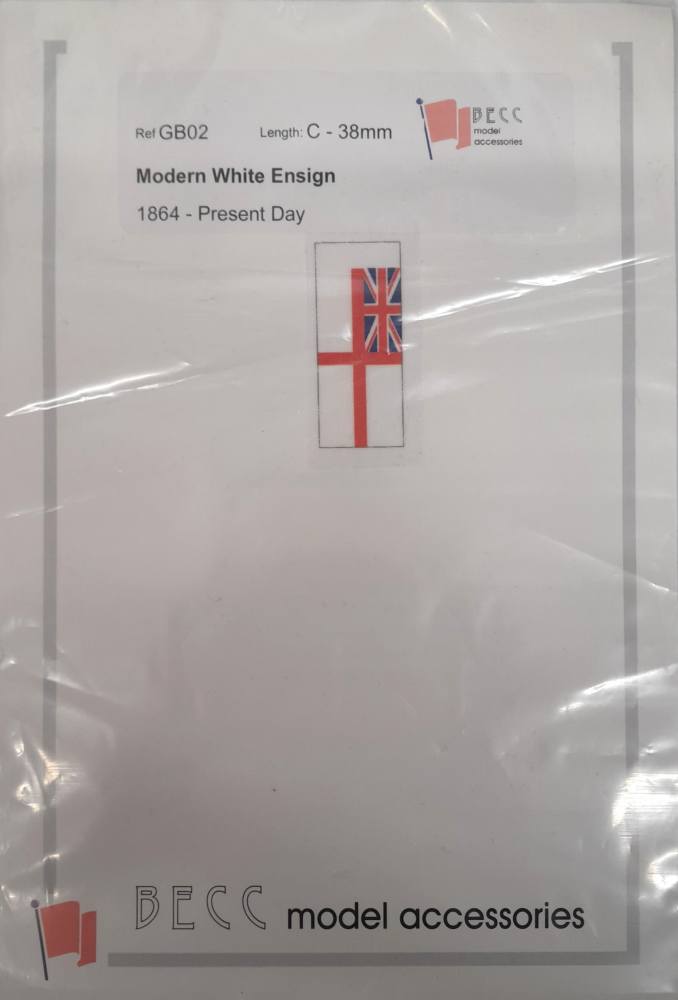 Ref GB02 Length: C - 38mm
BECC
model
accessories
Modern White Ensign
1864 - Present Day
BECC model accessories